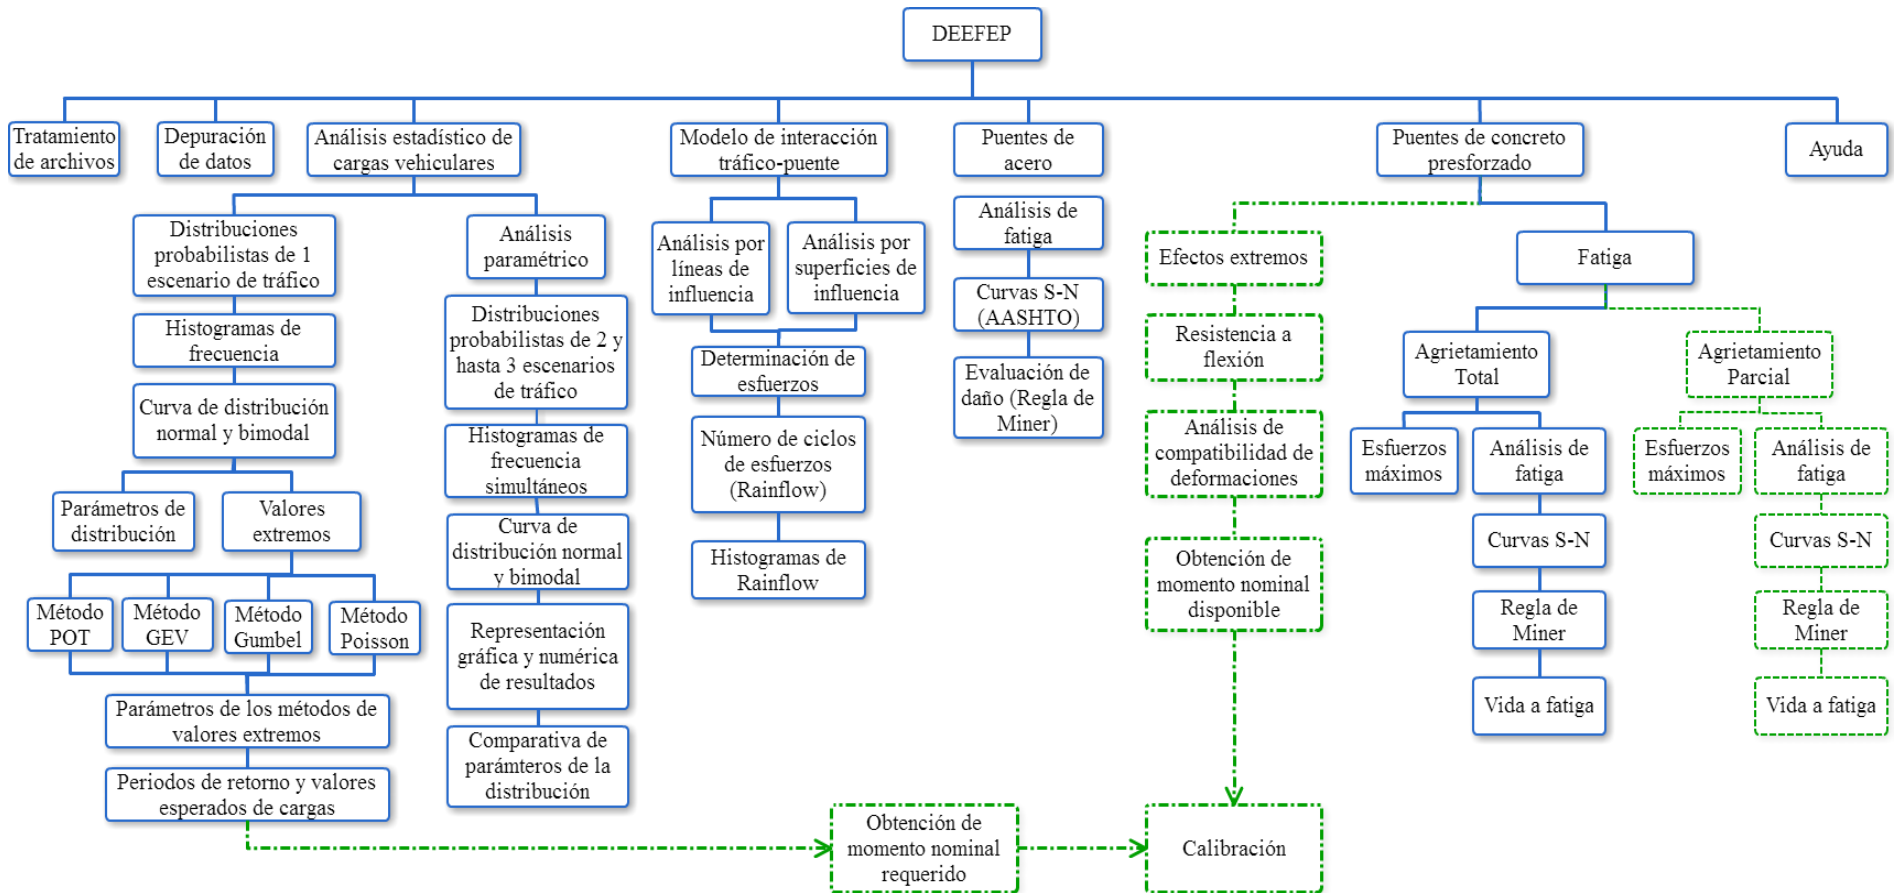 DEEFEP
Tratamiento
de archivos
Depuración
de datos
Análisis estadístico de
cargas vehiculares
Modelo de interacción
tráfico-puente
Puentes de
acero
Puentes de concreto
presforzado
Ayuda
Distribuciones
probabilistas de 1
escenario de tráfico
Histogramas de
frecuencia
Curva de distribución
normal y bimodal
Parámetros de
distribución
Valores
extremos
Método
POT
Método
GEV
Método
Gumbel
Método
Poisson
Parámetros de los métodos de
valores extremos
Periodos de retorno y valores
esperados de cargas
Análisis
paramétrico
Distribuciones
probabilistas de 2 y
hasta 3 escenarios
de tráfico
Histogramas de
frecuencia
simultáneos
Curva de
distribución normal
y bimodal
Representación
gráfica y numérica
de resultados
Comparativa de
parámteros de la
distribución
Análisis por
líneas de
influencia
Análisis por
superficies de
influencia
Determinación de
esfuerzos
Número de ciclos
de esfuerzos
(Rainflow)
Histogramas de
Rainflow
Análisis de
fatiga
Curvas S-N
(AASHTO)
Evaluación de
daño (Regla de
Miner)
Efectos extremos
Resistencia a
flexión
Análisis de
compatibilidad de
deformaciones
Obtención de
momento nominal
disponible
Fatiga
Agrietamiento
Total
Esfuerzos
máximos
Análisis de
fatiga
Curvas S-N
Regla de
Miner
Vida a fatiga
Agrietamiento
Parcial
Esfuerzos
máximos
Análisis de
fatiga
Curvas S-N
Regla de
Miner
Vida a fatiga
Obtención de
momento nominal
requerido
Calibración